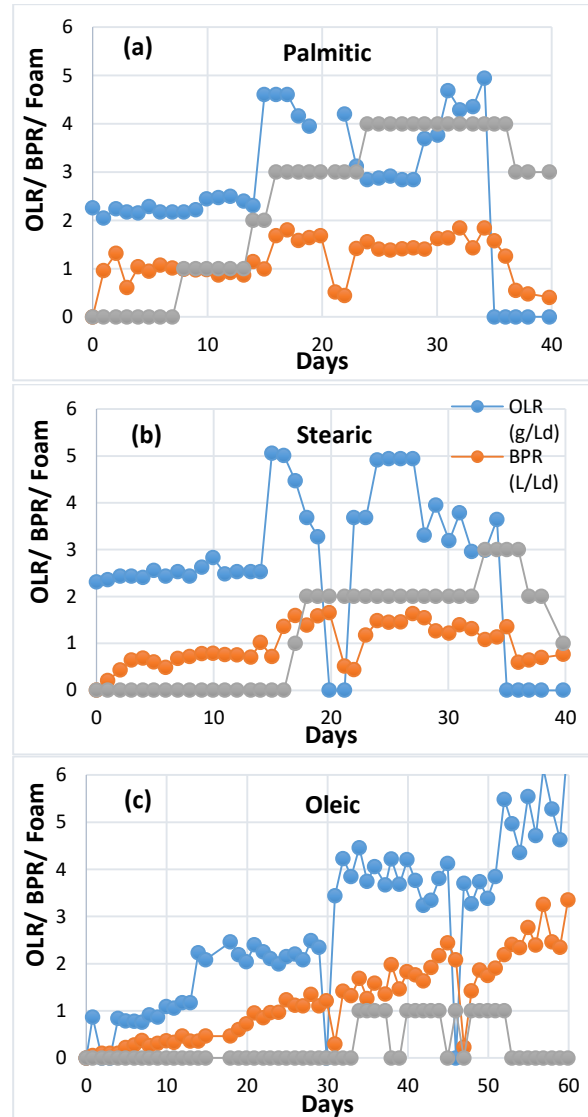 (a)
Palmitic
OLR/ BPR/ Foam
6
5
4
3
2
1
0
0 10 20 30 40
Days
(b)
Stearic
OLR
(g/Ld)
BPR
(L/Ld)
OLR/ BPR/ Foam
6
5
4
3
2
1
0
0 10 20 30 40
Days
(c)
Oleic
OLR/ BPR/ Foam
6
5
4
3
2
1
0
0 10 20 30 40 50 60
Days